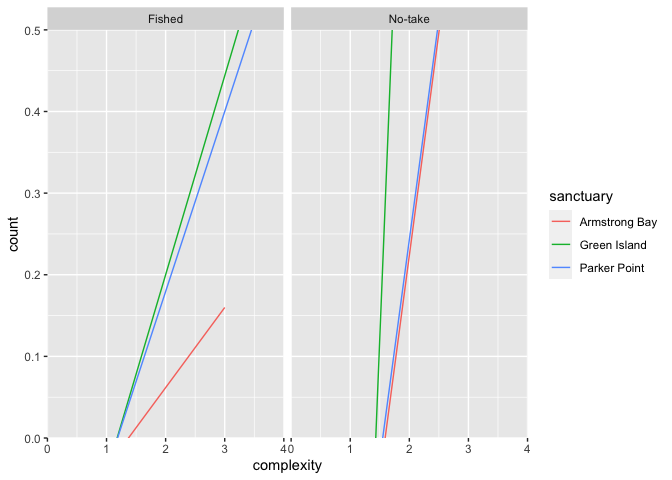 Fished
No-take
0.5
0.4
0.3
0.2
0.1
0.0
count
0 1 2 3 4
0 1 2 3 4
complexity
sanctuary
Armstrong Bay
Green Island
Parker Point